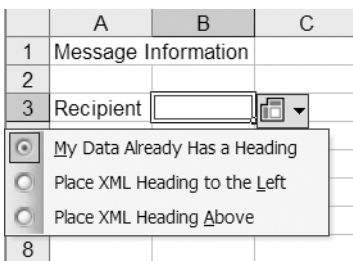 A B C
1 Message Information
2
3 Recipient
My Data Already Has a Heading
Place XML Heading to the Left
Place XML Heading Above
8